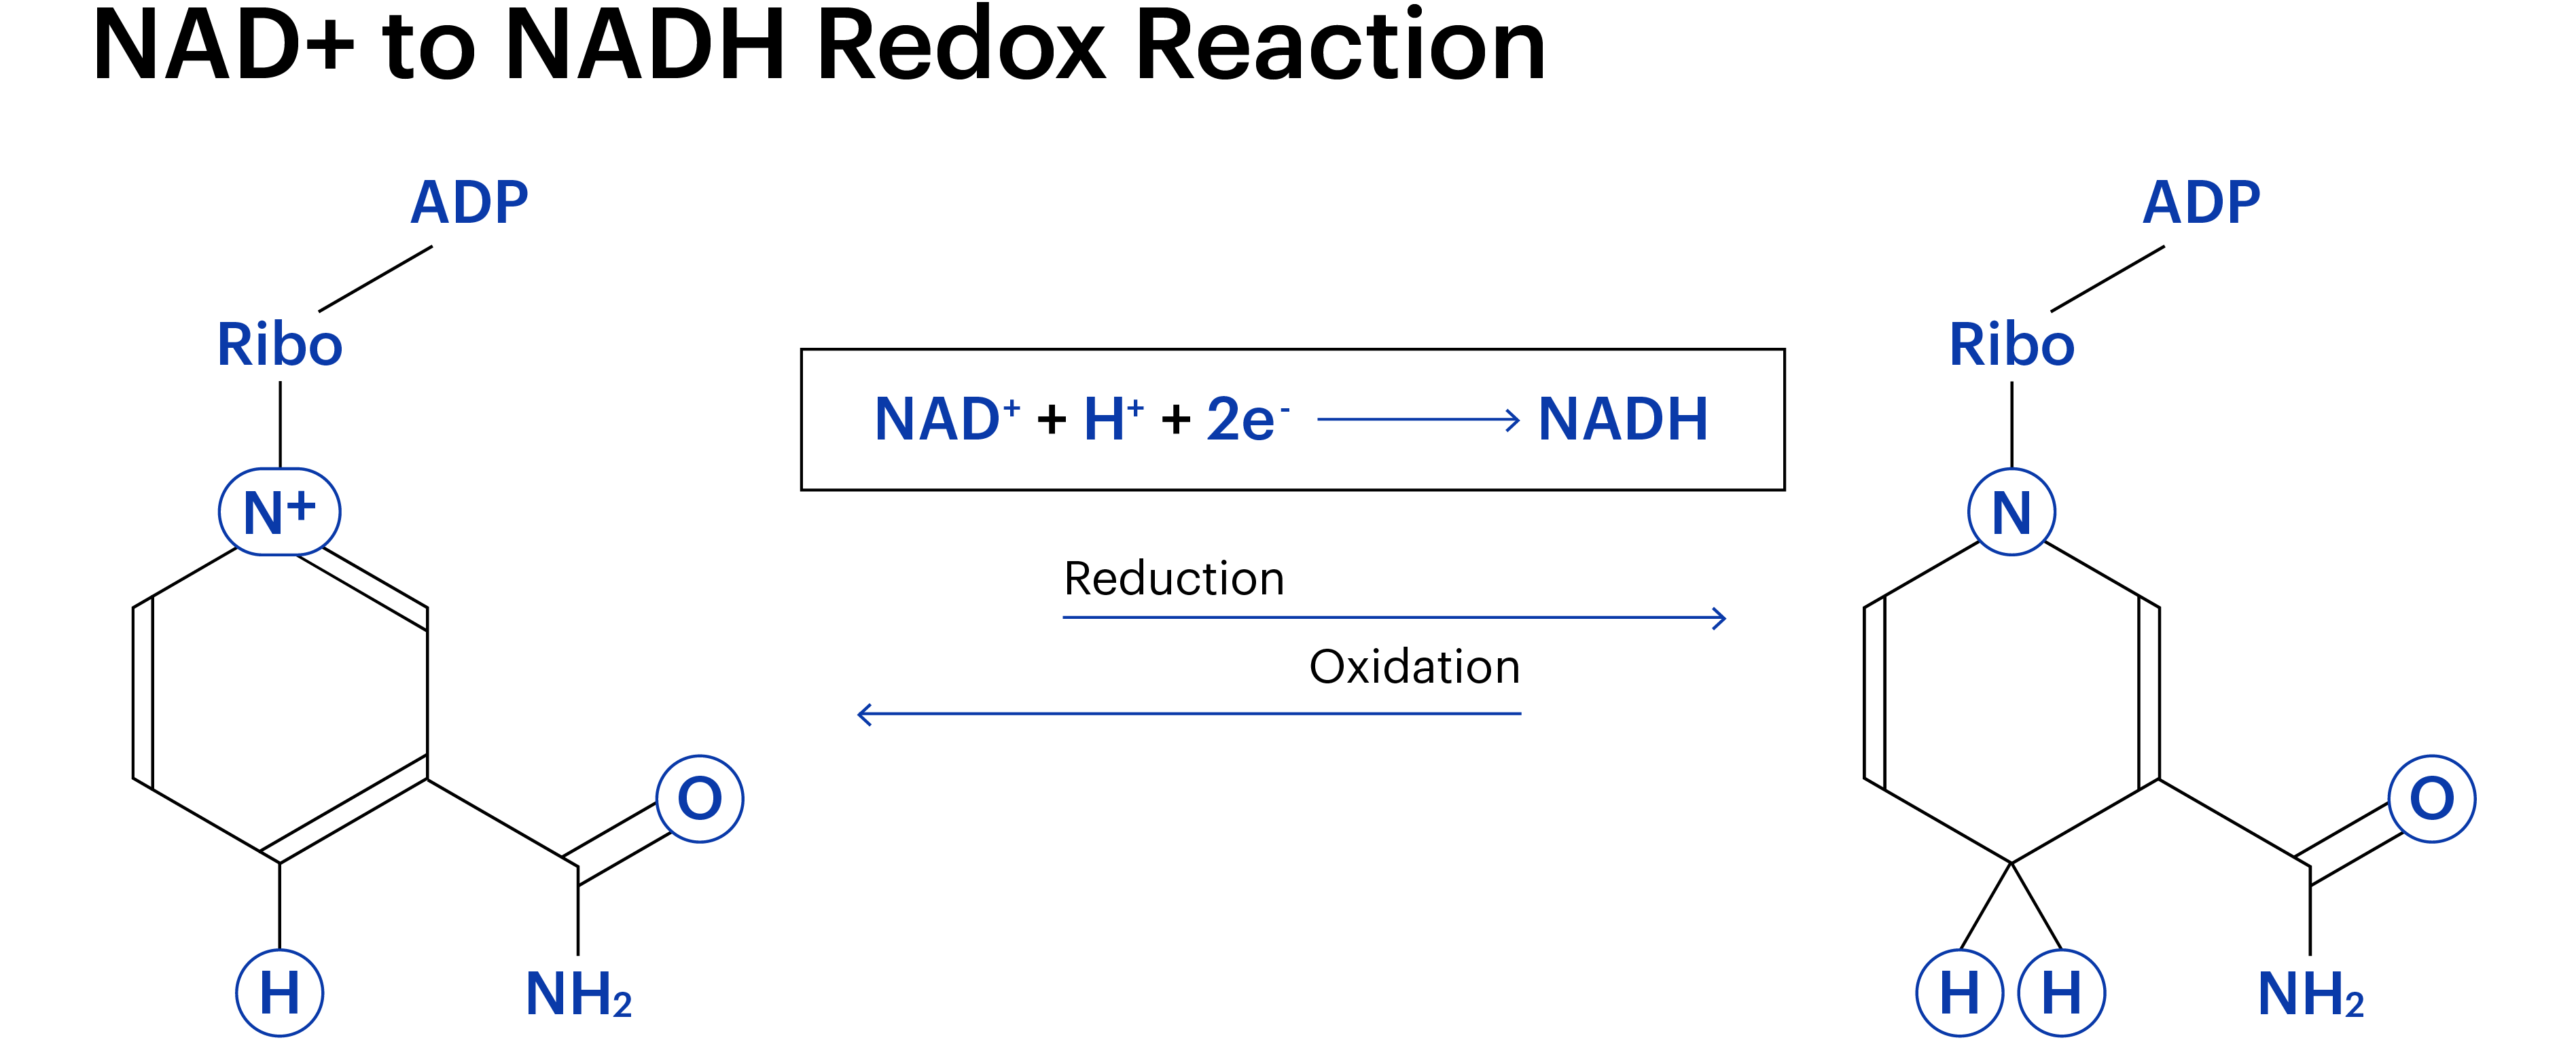 NAD+ to NADH Redox Reaction
ADP
Ribo
N+
H
O
NH₂
NAD⁺ + H⁺ + 2e⁻ ⟶ NADH
Reduction
Oxidation
ADP
Ribo
N
H H
O
NH₂